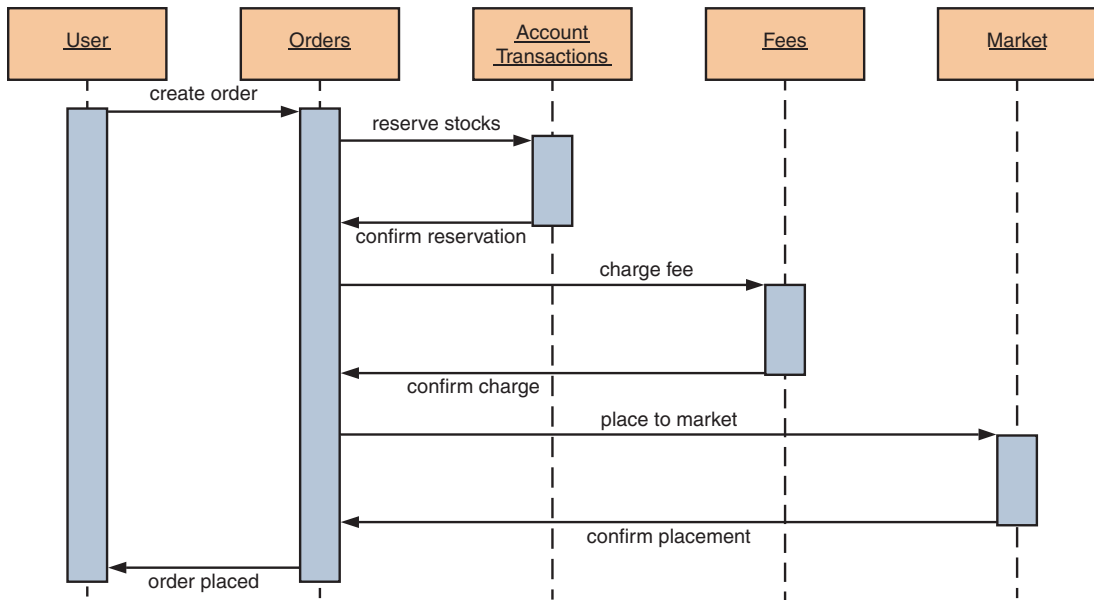 User
Orders
Account
Transactions
Fees
Market
create order
reserve stocks
confirm reservation
charge fee
confirm charge
place to market
confirm placement
order placed